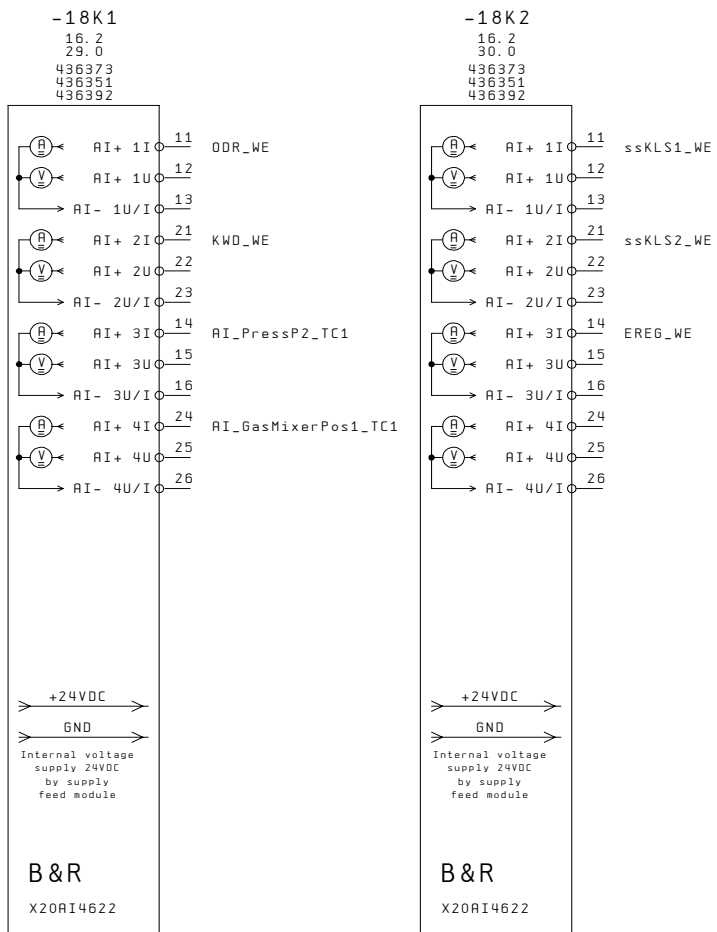 -18K1
16.2
29.0
436373
436351
436392
A AI+ 1I 11 ODR_WE
V AI+ 1U 12
AI- 1U/I 13
A AI+ 2I 21 KWD_WE
V AI+ 2U 22
AI- 2U/I 23
A AI+ 3I 14 AI_PressP2_TC1
V AI+ 3U 15
AI- 3U/I 16
A AI+ 4I 24 AI_GasMixerPos1_TC1
V AI+ 4U 25
AI- 4U/I 26
+24VDC
GND
Internal voltage
supply 24VDC
by supply
feed module
B&R
X20AI4622
-18K2
16.2
30.0
436373
436351
436392
A AI+ 1I 11 ssKLS1_WE
V AI+ 1U 12
AI- 1U/I 13
A AI+ 2I 21 ssKLS2_WE
V AI+ 2U 22
AI- 2U/I 23
A AI+ 3I 14 EREG_WE
V AI+ 3U 15
AI- 3U/I 16
A AI+ 4I 24
V AI+ 4U 25
AI- 4U/I 26
+24VDC
GND
Internal voltage
supply 24VDC
by supply
feed module
B&R
X20AI4622